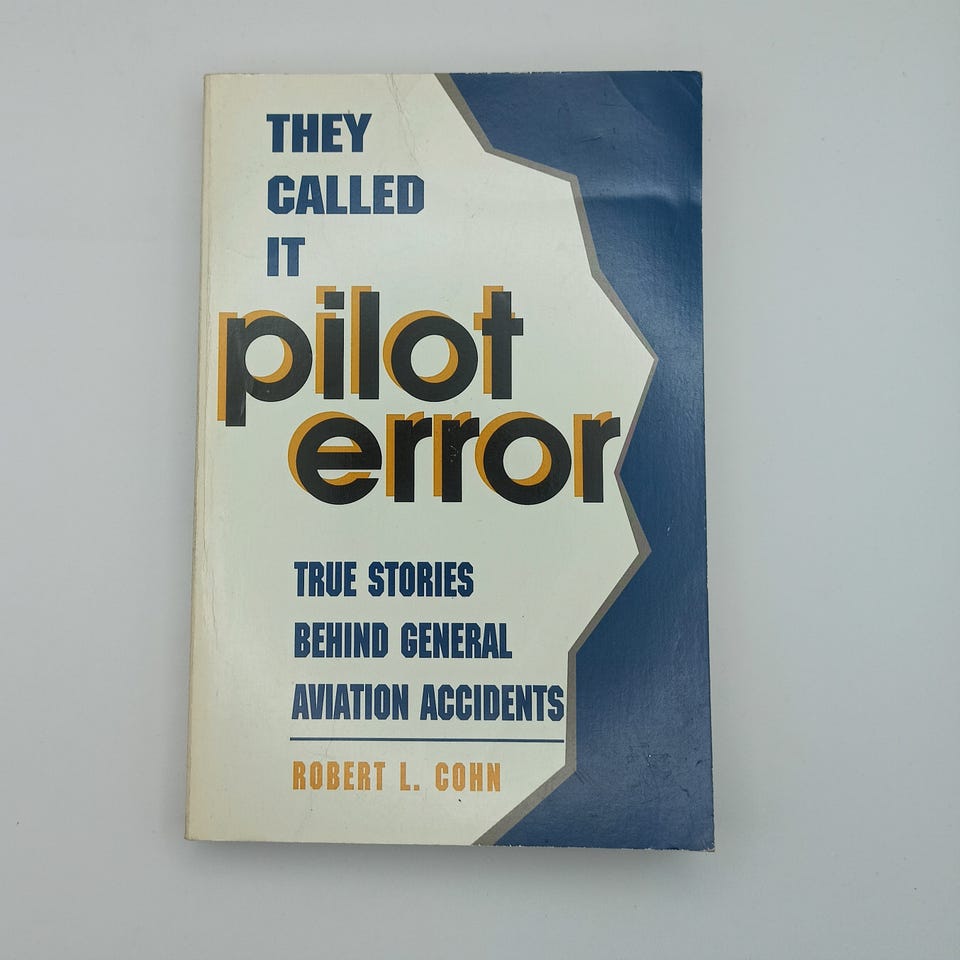 THEY
CALLED
IT
pilot
error
TRUE STORIES
BEHIND GENERAL
AVIATION ACCIDENTS
ROBERT L. COHN